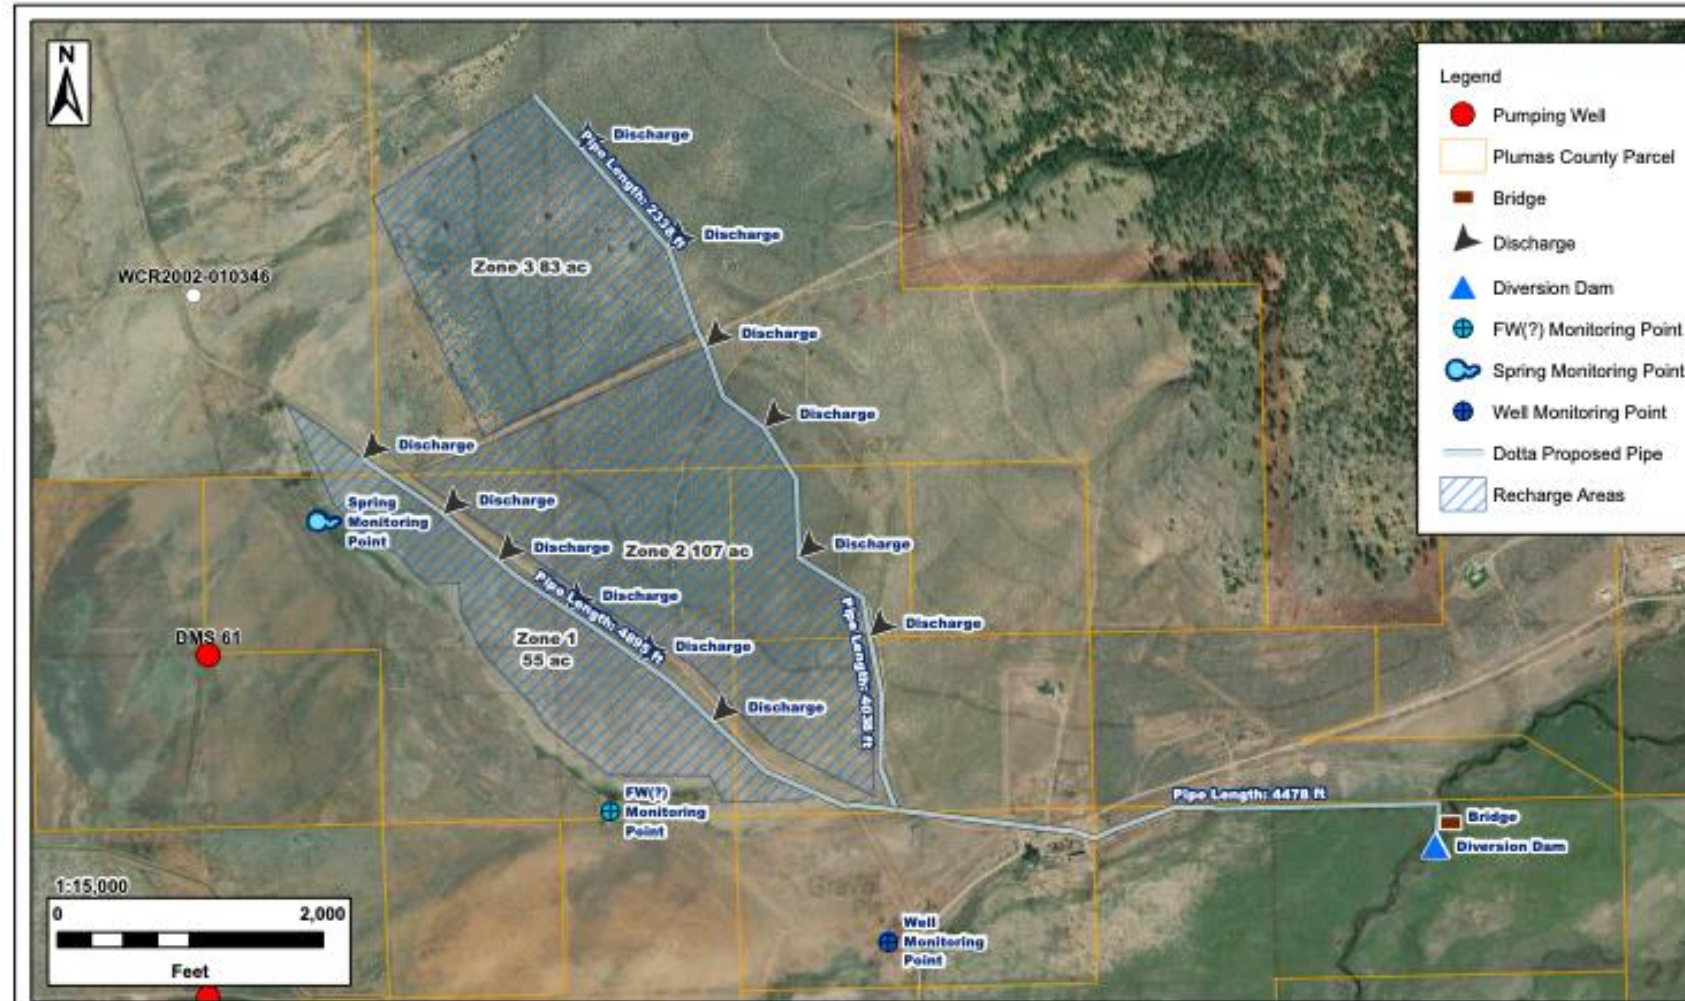 N
Legend
Pumping Well
Plumas County Parcel
Bridge
Discharge
Diversion Dam
FW(?) Monitoring Point
Spring Monitoring Point
Well Monitoring Point
Dotta Proposed Pipe
Recharge Areas
Discharge
Pipe Length: 2338 ft
Discharge
Zone 3 83 ac
WCR2002-010346
Discharge
Discharge
Discharge
Discharge
Spring
Monitoring
Point
Discharge
Zone 2 107 ac
Discharge
Discharge
Pipe Length: 4895 ft
Discharge
Pipe Length: 4038 ft
DMS 61
Zone 1
55 ac
Discharge
Discharge
FW(?)
Monitoring
Point
Pipe Length: 4478 ft
Bridge
Diversion Dam
Gravel
Well
Monitoring
Point
27
1:15,000
0 2,000
Feet